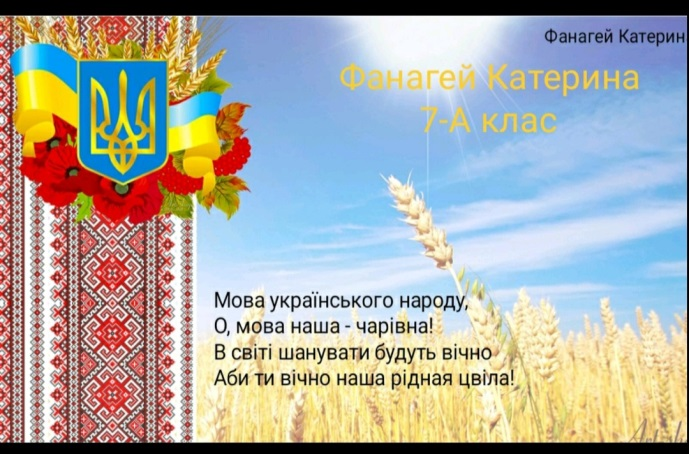 Фанагей Катерин
Фанагей Катерина
7-А клас
Мова українського народу,
О, мова наша - чарівна!
В світі шанувати будуть вічно
Аби ти вічно наша рідная цвіла!